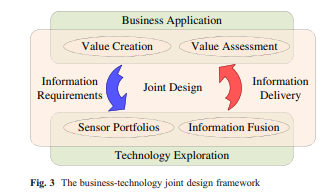 Business Application
Value Creation Value Assessment
Information Requirements
Joint Design
Information Delivery
Sensor Portfolios Information Fusion
Technology Exploration
Fig. 3 The business-technology joint design framework